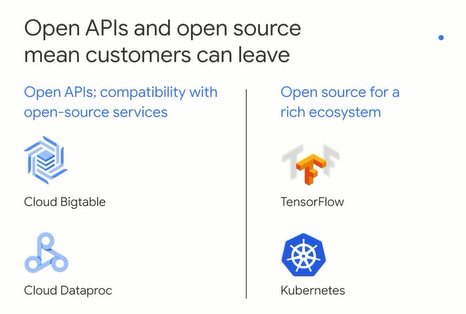 Open APIs and open source
mean customers can leave
Open APIs; compatibility with
open-source services
Cloud Bigtable
Cloud Dataproc
Open source for a
rich ecosystem
TensorFlow
Kubernetes